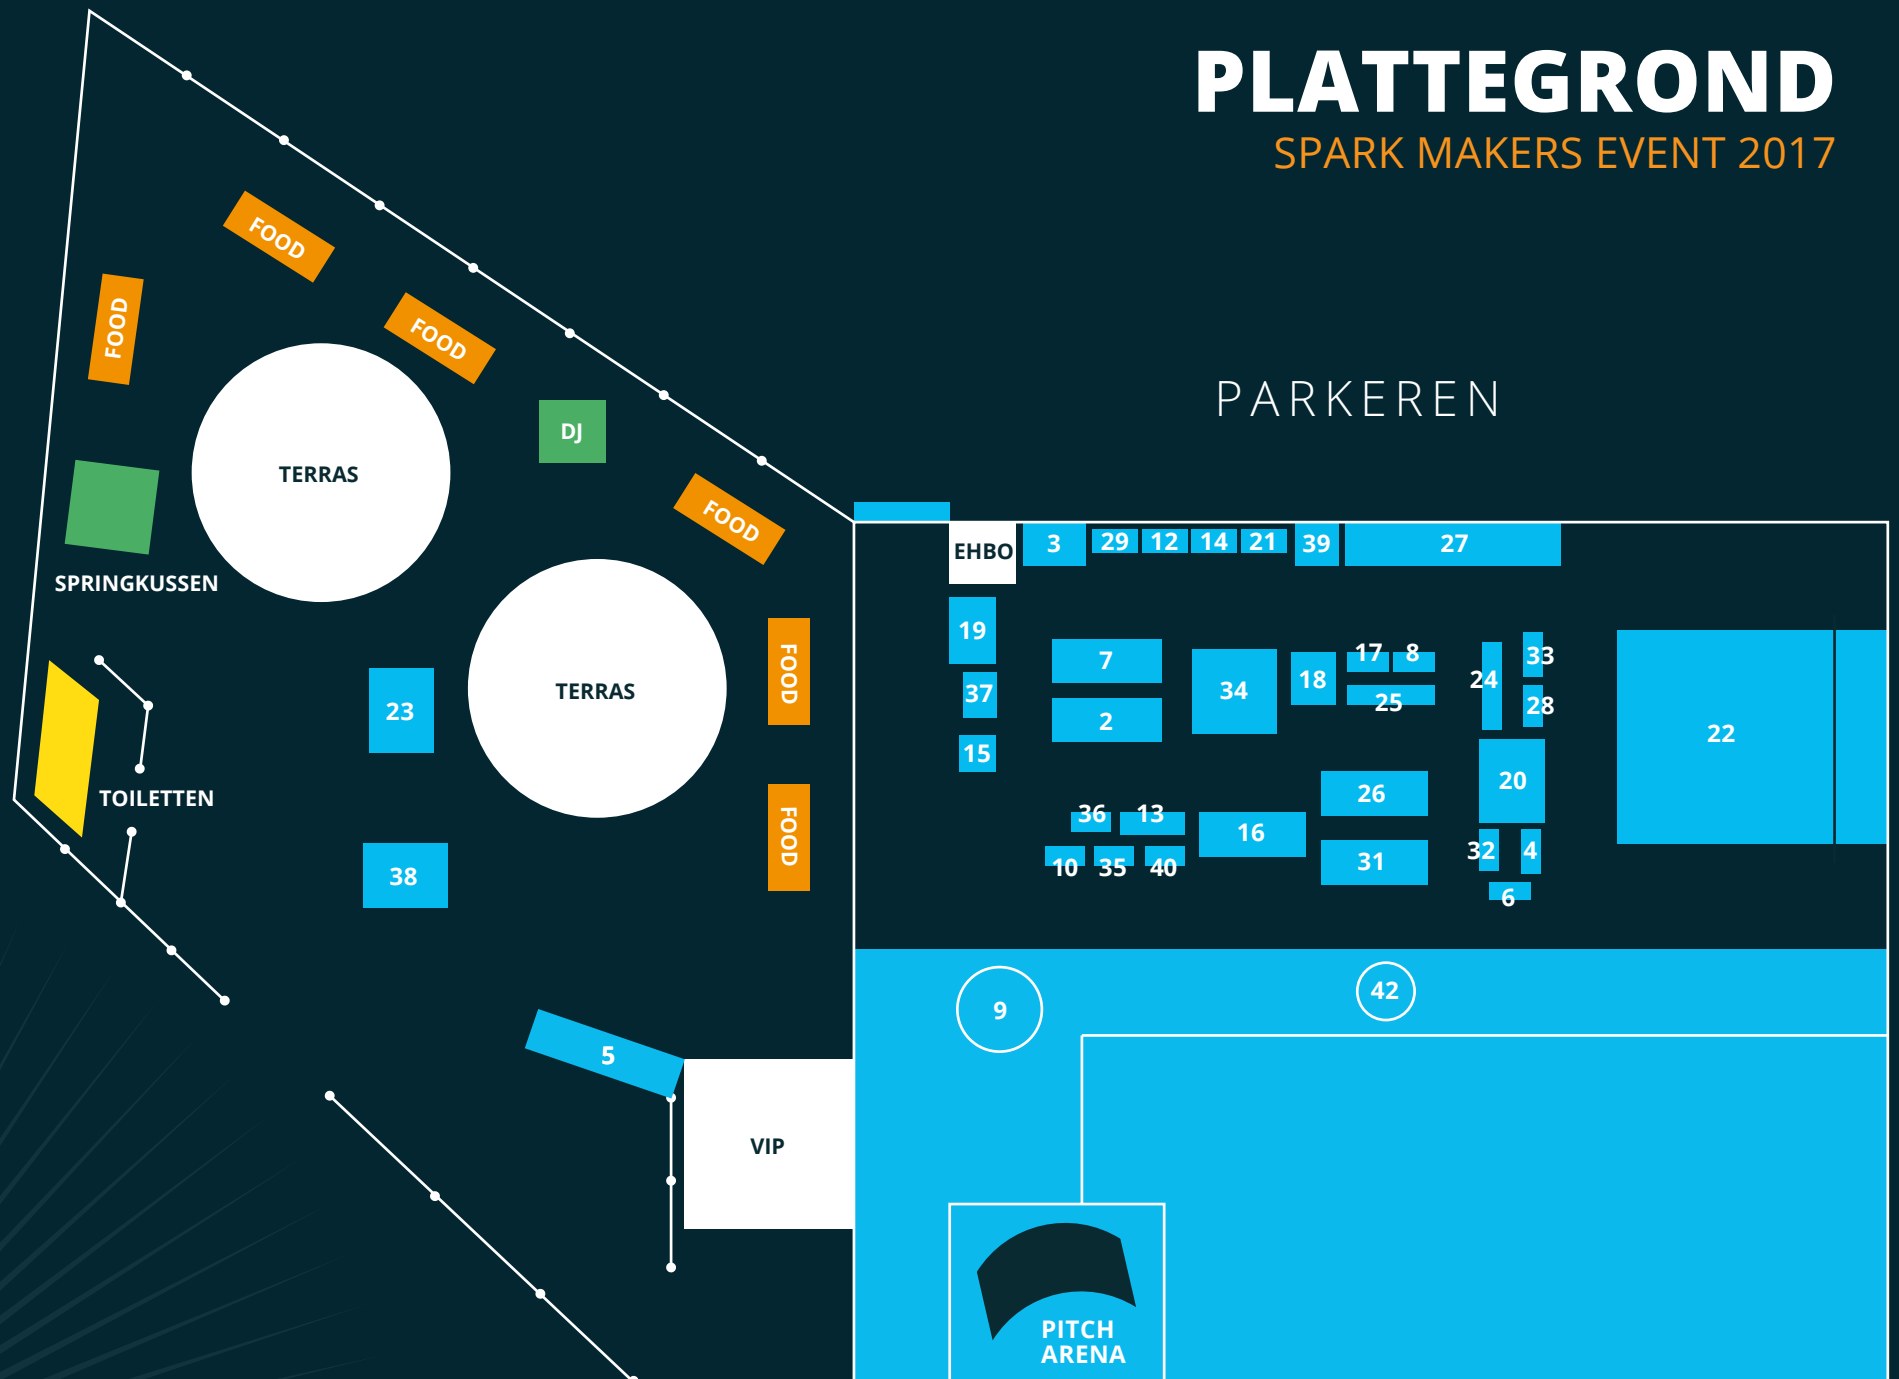 PLATTEGROND
SPARK MAKERS EVENT 2017
PARKEREN
FOOD
FOOD
FOOD
DJ
TERRAS
FOOD
SPRINGKUSSEN
TERRAS
FOOD
23
TOILETTEN
FOOD
38
5
VIP
EHBO
3
29
12
14
21
39
27
19
37
15
7
2
34
18
17
8
25
24
33
28
22
20
26
36
13
16
10
35
40
31
32
4
6
9
42
PITCH
ARENA